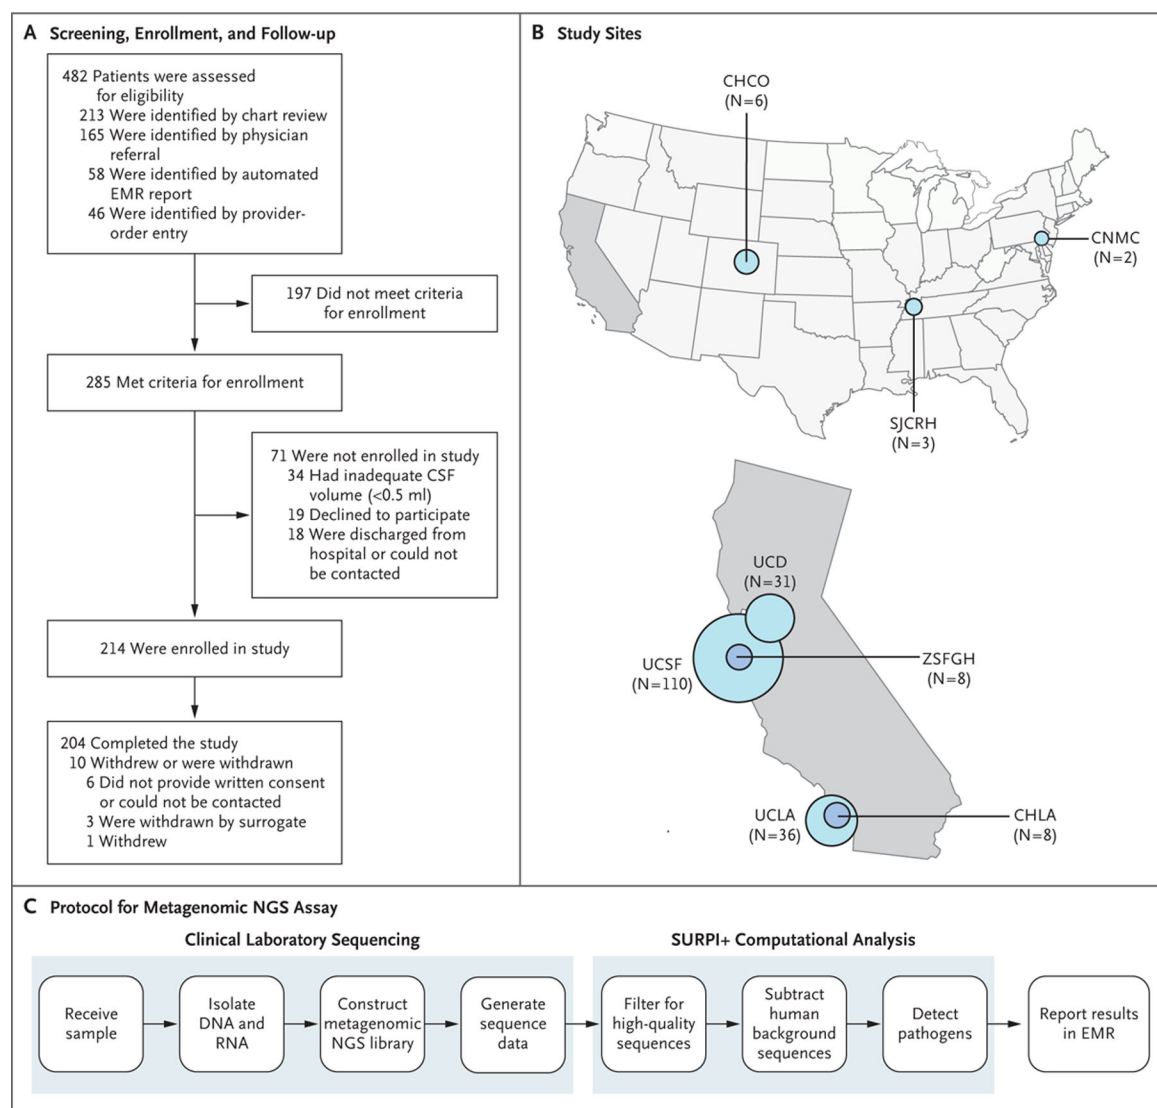 A Screening, Enrollment, and Follow-up
482 Patients were assessed
for eligibility
213 Were identified by chart review
165 Were identified by physician
referral
58 Were identified by automated
EMR report
46 Were identified by provider-
order entry
197 Did not meet criteria
for enrollment
285 Met criteria for enrollment
71 Were not enrolled in study
34 Had inadequate CSF
volume (<0.5 ml)
19 Declined to participate
18 Were discharged from
hospital or could not
be contacted
214 Were enrolled in study
204 Completed the study
10 Withdrew or were withdrawn
6 Did not provide written consent
or could not be contacted
3 Were withdrawn by surrogate
1 Withdrew
B Study Sites
CHCO
(N=6)
CNMC
(N=2)
SJCRH
(N=3)
UCD
(N=31)
UCSF
(N=110)
ZSFGH
(N=8)
UCLA
(N=36)
CHLA
(N=8)
C Protocol for Metagenomic NGS Assay
Clinical Laboratory Sequencing
Receive
sample
Isolate
DNA and
RNA
Construct
metagenomic
NGS library
Generate
sequence
data
SURPI+ Computational Analysis
Filter for
high-quality
sequences
Subtract
human
background
sequences
Detect
pathogens
Report results
in EMR